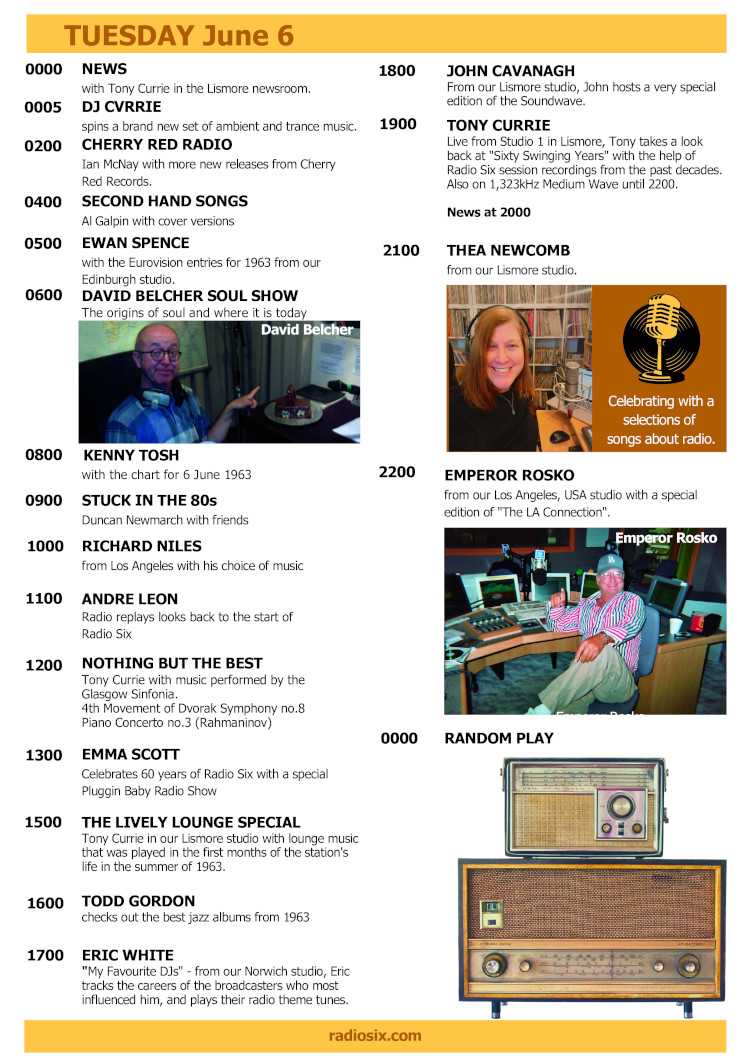 TUESDAY June 6
0000 NEWS
with Tony Currie in the Lismore newsroom.
0005 DJ CVRRIE
spins a brand new set of ambient and trance music.
0200 CHERRY RED RADIO
Ian McNay with more new releases from Cherry
Red Records.
0400 SECOND HAND SONGS
Al Galpin with cover versions
0500 EWAN SPENCE
with the Eurovision entries for 1963 from our
Edinburgh studio.
0600 DAVID BELCHER SOUL SHOW
The origins of soul and where it is today
David Belcher
0800 KENNY TOSH
with the chart for 6 June 1963
0900 STUCK IN THE 80s
Duncan Newmarch with friends
1000 RICHARD NILES
from Los Angeles with his choice of music
1100 ANDRE LEON
Radio replays looks back to the start of
Radio Six
1200 NOTHING BUT THE BEST
Tony Currie with music performed by the
Glasgow Sinfonia.
4th Movement of Dvorak Symphony no.8
Piano Concerto no.3 (Rahmaninov)
1300 EMMA SCOTT
Celebrates 60 years of Radio Six with a special
Pluggin Baby Radio Show
1500 THE LIVELY LOUNGE SPECIAL
Tony Currie in our Lismore studio with lounge music
that was played in the first months of the station's
life in the summer of 1963.
1600 TODD GORDON
checks out the best jazz albums from 1963
1700 ERIC WHITE
"My Favourite DJs" - from our Norwich studio, Eric
tracks the careers of the broadcasters who most
influenced him, and plays their radio theme tunes.
1800 JOHN CAVANAGH
From our Lismore studio, John hosts a very special
edition of the Soundwave.
1900 TONY CURRIE
Live from Studio 1 in Lismore, Tony takes a look
back at "Sixty Swinging Years" with the help of
Radio Six session recordings from the past decades.
Also on 1,323kHz Medium Wave until 2200.
News at 2000
2100 THEA NEWCOMB
from our Lismore studio.
Celebrating with a
selections of
songs about radio.
2200 EMPEROR ROSKO
from our Los Angeles, USA studio with a special
edition of "The LA Connection".
Emperor Rosko
0000 RANDOM PLAY
radiosix.com